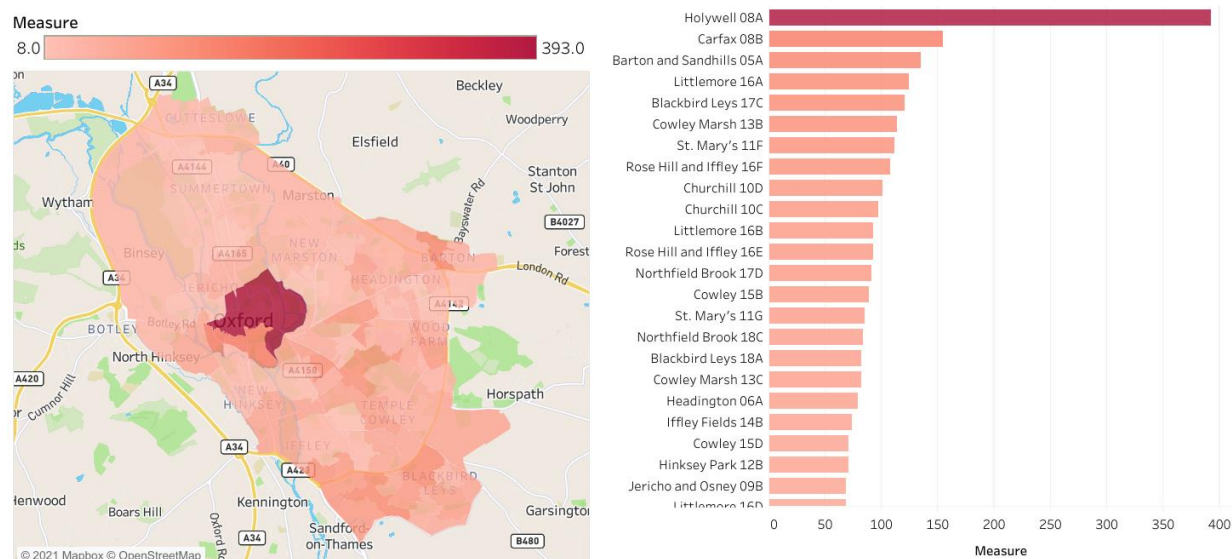 Measure
8.0
393.0
on
A34
Beckley
CUTTESLOWE
Woodperry
Elsfield
A4144
A40
Stanton
St John
SUMMERTOWN
Marston
Bayswater Rd
Wytham
B4027
ds
A4165
NEW
MARSTON
Forest
Binsey
BARTON
A34
London Rd
JERICHO
HEADINGTON
A4142
Oxford
Botley Rd
WOOD
FARM
BOTLEY
North Hinksey
A4158
A420
Cumnor Hill
NEW
HINKSEY
Horspath
or
TEMPLE
COWLEY
A34
IFFLEY
A423
BLACKBIRD
LEYS
Henwood
Kennington
Boars Hill
Garsington
Sandford-
on-Thames
Oxford Rd
A34
B480
© 2021 Mapbox © OpenStreetMap
Holywell 08A
Carfax 08B
Barton and Sandhills 05A
Littlemore 16A
Blackbird Leys 17C
Cowley Marsh 13B
St. Mary's 11F
Rose Hill and Iffley 16F
Churchill 10D
Churchill 10C
Littlemore 16B
Rose Hill and Iffley 16E
Northfield Brook 17D
Cowley 15B
St. Mary's 11G
Northfield Brook 18C
Blackbird Leys 18A
Cowley Marsh 13C
Headington 06A
Iffley Fields 14B
Cowley 15D
Hinksey Park 12B
Jericho and Osney 09B
Littlemore 16D
0 50 100 150 200 250 300 350 400
Measure